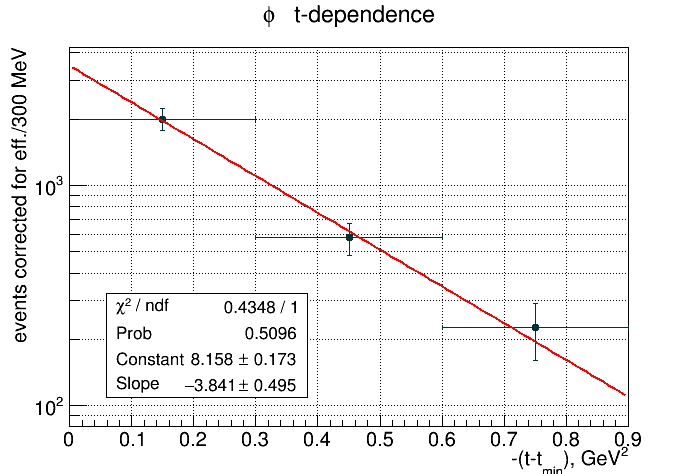 ϕ t-dependence
events corrected for eff./300 MeV
10³
10²
χ² / ndf 0.4348 / 1
Prob 0.5096
Constant 8.158 ± 0.173
Slope −3.841 ± 0.495
0 0.1 0.2 0.3 0.4 0.5 0.6 0.7 0.8 0.9
-(t-t_min), GeV²